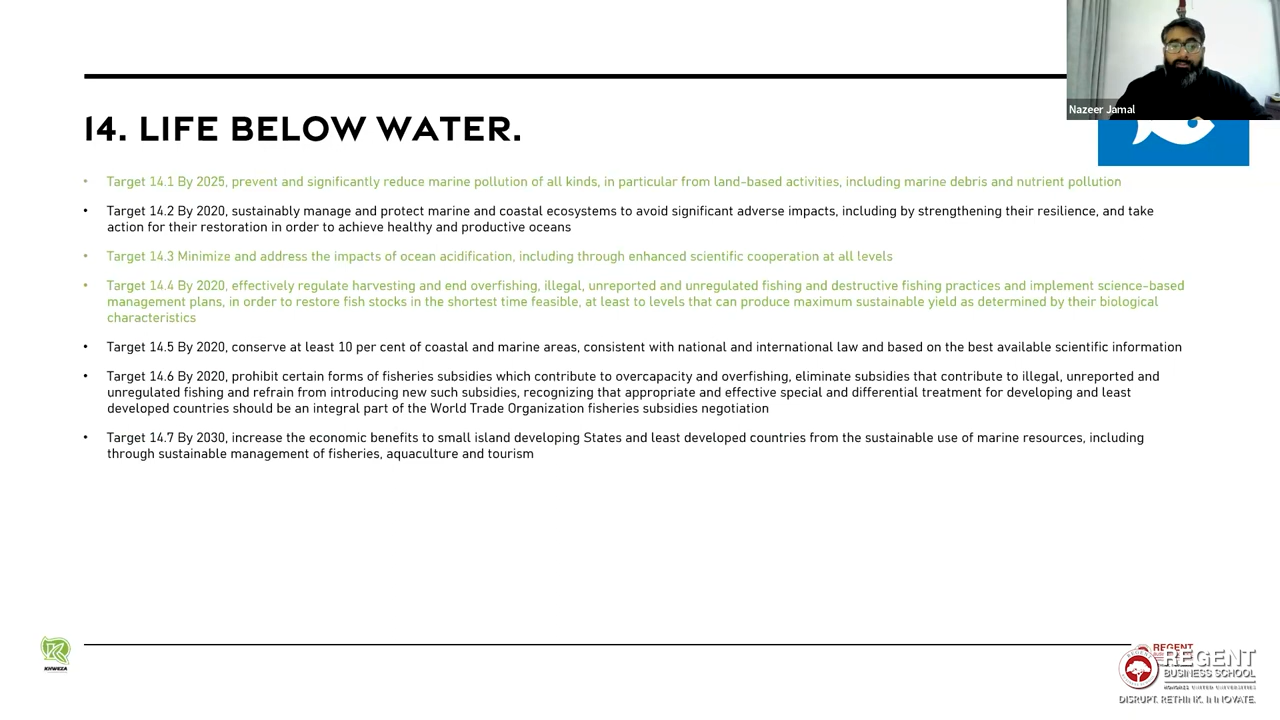 Nazeer Jamal
14. LIFE BELOW WATER.
• Target 14.1 By 2025, prevent and significantly reduce marine pollution of all kinds, in particular from land-based activities, including marine debris and nutrient pollution
• Target 14.2 By 2020, sustainably manage and protect marine and coastal ecosystems to avoid significant adverse impacts, including by strengthening their resilience, and take
action for their restoration in order to achieve healthy and productive oceans
• Target 14.3 Minimize and address the impacts of ocean acidification, including through enhanced scientific cooperation at all levels
• Target 14.4 By 2020, effectively regulate harvesting and end overfishing, illegal, unreported and unregulated fishing and destructive fishing practices and implement science-based
management plans, in order to restore fish stocks in the shortest time feasible, at least to levels that can produce maximum sustainable yield as determined by their biological
characteristics
• Target 14.5 By 2020, conserve at least 10 per cent of coastal and marine areas, consistent with national and international law and based on the best available scientific information
• Target 14.6 By 2020, prohibit certain forms of fisheries subsidies which contribute to overcapacity and overfishing, eliminate subsidies that contribute to illegal, unreported and
unregulated fishing and refrain from introducing new such subsidies, recognizing that appropriate and effective special and differential treatment for developing and least
developed countries should be an integral part of the World Trade Organization fisheries subsidies negotiation
• Target 14.7 By 2030, increase the economic benefits to small island developing States and least developed countries from the sustainable use of marine resources, including
through sustainable management of fisheries, aquaculture and tourism
KHWEZA
REGENT
REGENT
BUSINESS SCHOOL
HONORIS UNITED UNIVERSITIES
DISRUPT. RETHINK. INNOVATE.